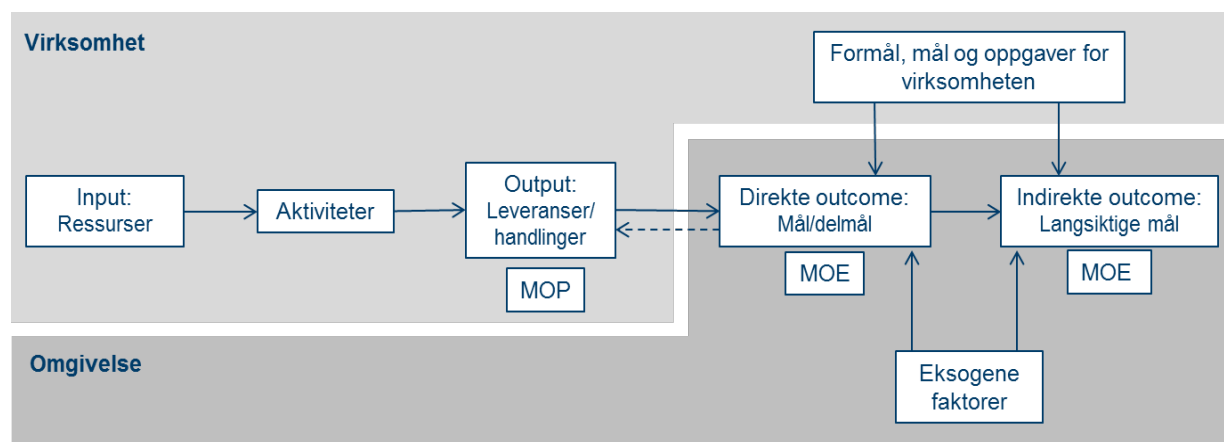 Virksomhet
Formål, mål og oppgaver for
virksomheten
Input:
Ressurser
Aktiviteter
Output:
Leveranser/
handlinger
Direkte outcome:
Mål/delmål
Indirekte outcome:
Langsiktige mål
MOP
MOE
MOE
Omgivelse
Eksogene
faktorer